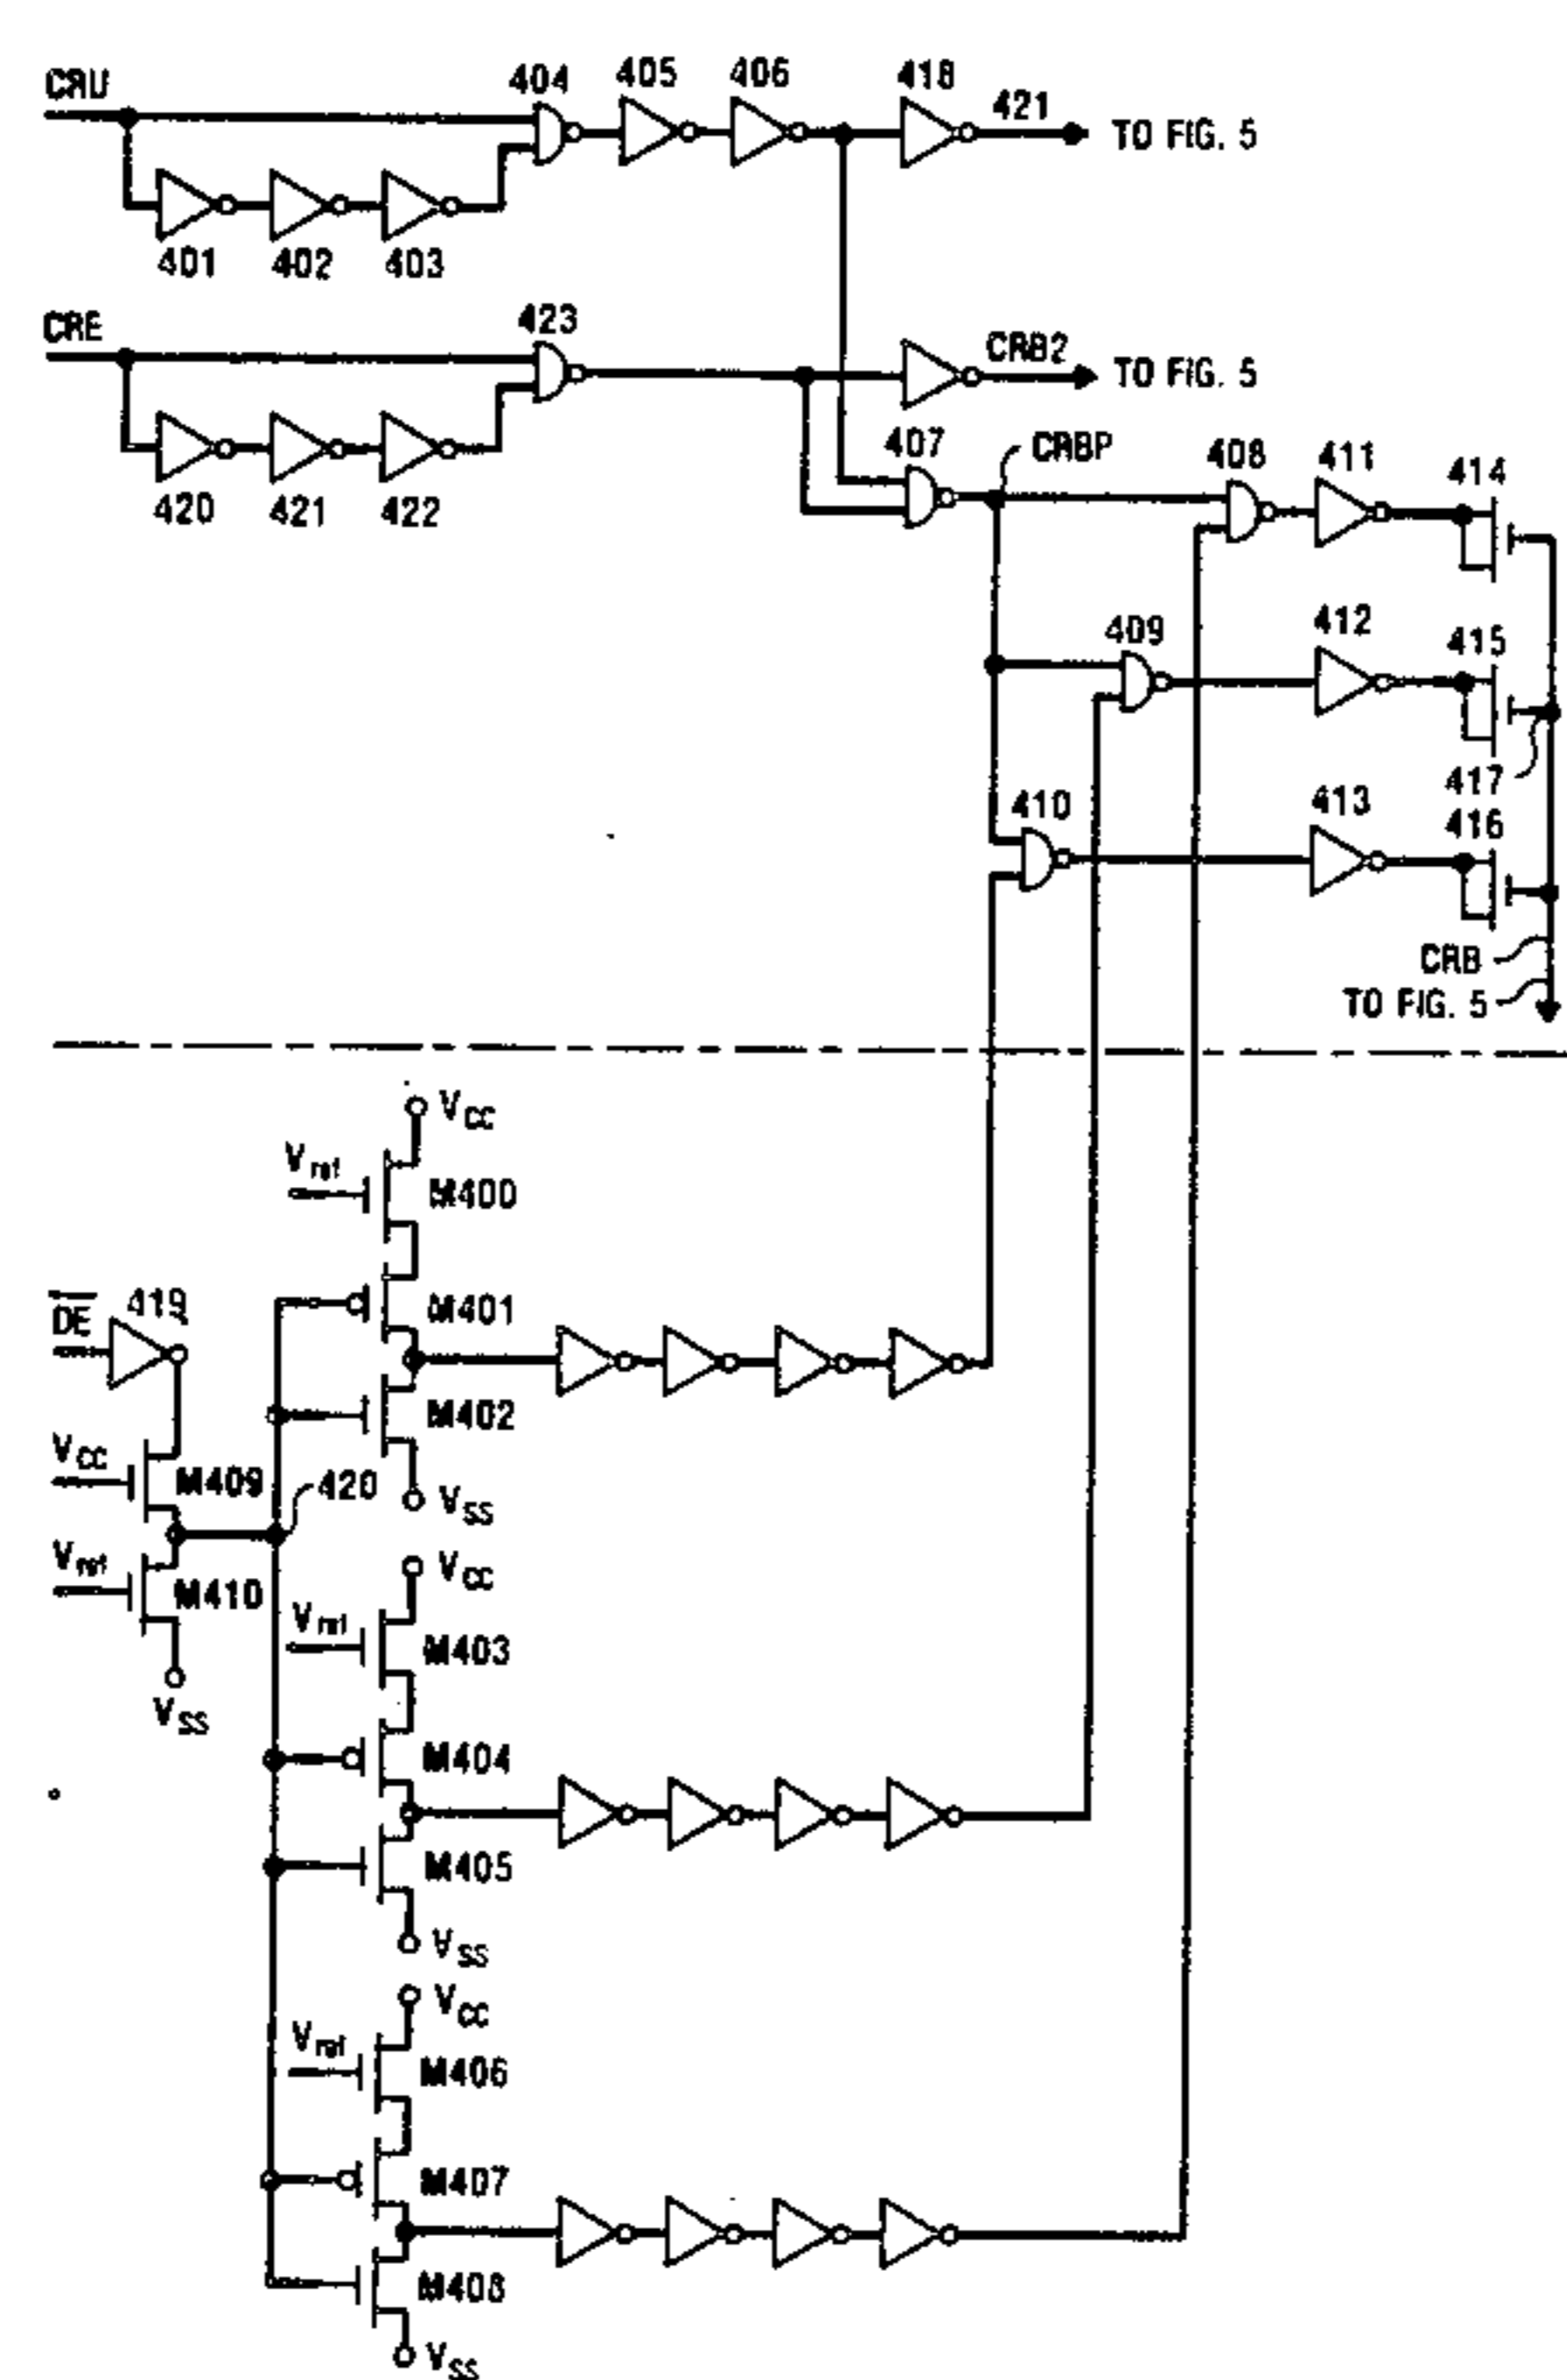 CRU
404
405
406
418
421
TO FIG. 5
401
402
403
CRE
423
CRB2
TO FIG. 5
420
421
422
407
CRBP
408
411
414
409
412
415
417
410
413
416
CRB
TO FIG. 5
VCC
Vref
M400
DE
419
M401
M402
VCC
M409
420
VSS
Vref
M410
VCC
Vref
M403
VSS
M404
M405
VSS
VCC
Vref
M406
M407
M408
VSS